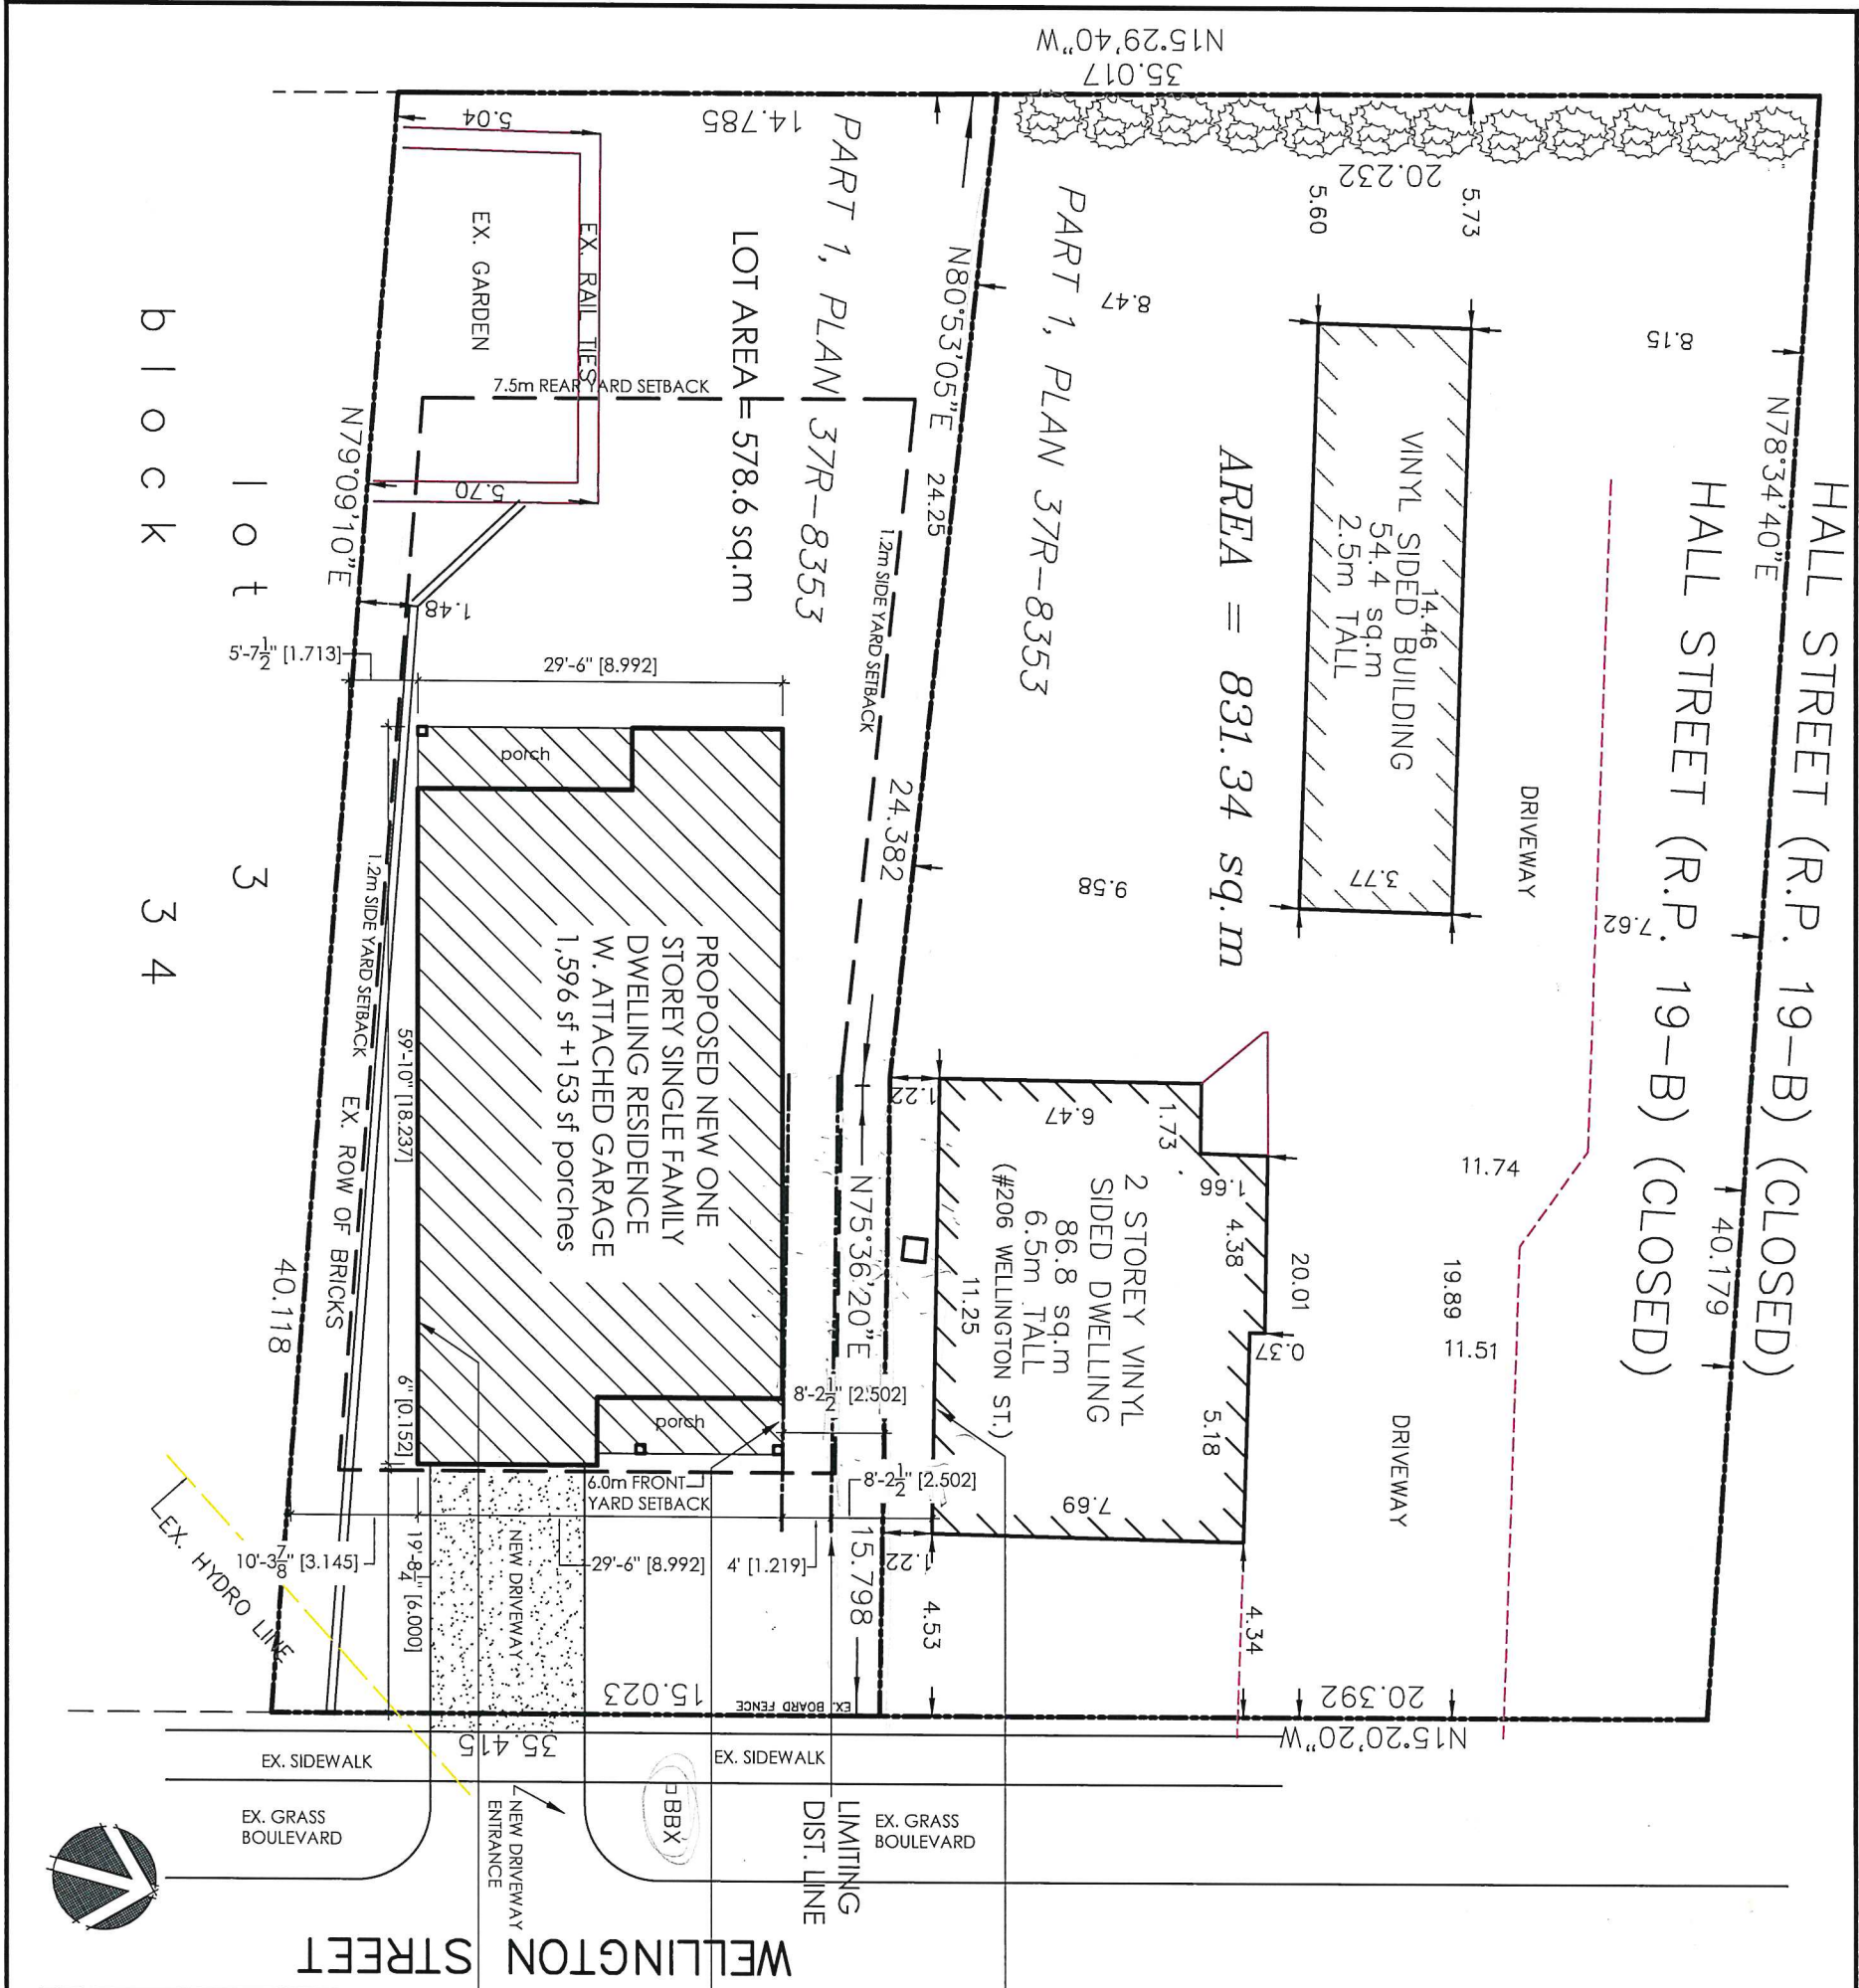 N15°29'40"W
35.017
14.785
20.232
5.04
EX. GARDEN
EX. RAIL TIES
5.70
7.5m REAR YARD SETBACK
LOT AREA = 578.6 sq.m
PART 1, PLAN 37R-8353
N80°53'05"E
24.25
1.2m SIDE YARD SETBACK
24.382
PART 1, PLAN 37R-8353
8.47
9.58
AREA = 831.34 sq.m
5.60
5.73
14.46
VINYL SIDED BUILDING
54.4 sq.m
2.5m TALL
3.77
8.15
N78°34'40"E
HALL STREET (R.P. 19-B) (CLOSED)
HALL STREET (R.P. 19-B) (CLOSED)
DRIVEWAY
7.62
11.74
40.179
19.89
11.51
20.01
DRIVEWAY
block 34
lot 3
N79°09'10"E
1.48
5'-7½" [1.713]
29'-6" [8.992]
porch
PROPOSED NEW ONE
STOREY SINGLE FAMILY
DWELLING RESIDENCE
W. ATTACHED GARAGE
1,596 sf +153 sf porches
1.2m SIDE YARD SETBACK
EX. ROW OF BRICKS
59'-10" [18.237]
40.118
6" [0.152]
porch
N75°36'20"E
1.22
6.47
1.73
1.66
4.38
0.37
5.18
11.25
7.69
2 STOREY VINYL
SIDED DWELLING
86.8 sq.m
6.5m TALL
(#206 WELLINGTON ST.)
8'-2½" [2.502]
8'-2½" [2.502]
6.0m FRONT
YARD SETBACK
10'-3⅞" [3.145]
19'-8¼" [6.000]
29'-6" [8.992]
4' [1.219]
15.798
1.22
4.53
4.34
NEW DRIVEWAY
EX. HYDRO LINE
15.023
EX. BOARD FENCE
20.392
N15°20'20"W
35.415
EX. SIDEWALK
EX. SIDEWALK
EX. GRASS
BOULEVARD
NEW DRIVEWAY
ENTRANCE
BBX
LIMITING
DIST. LINE
EX. GRASS
BOULEVARD
WELLINGTON STREET